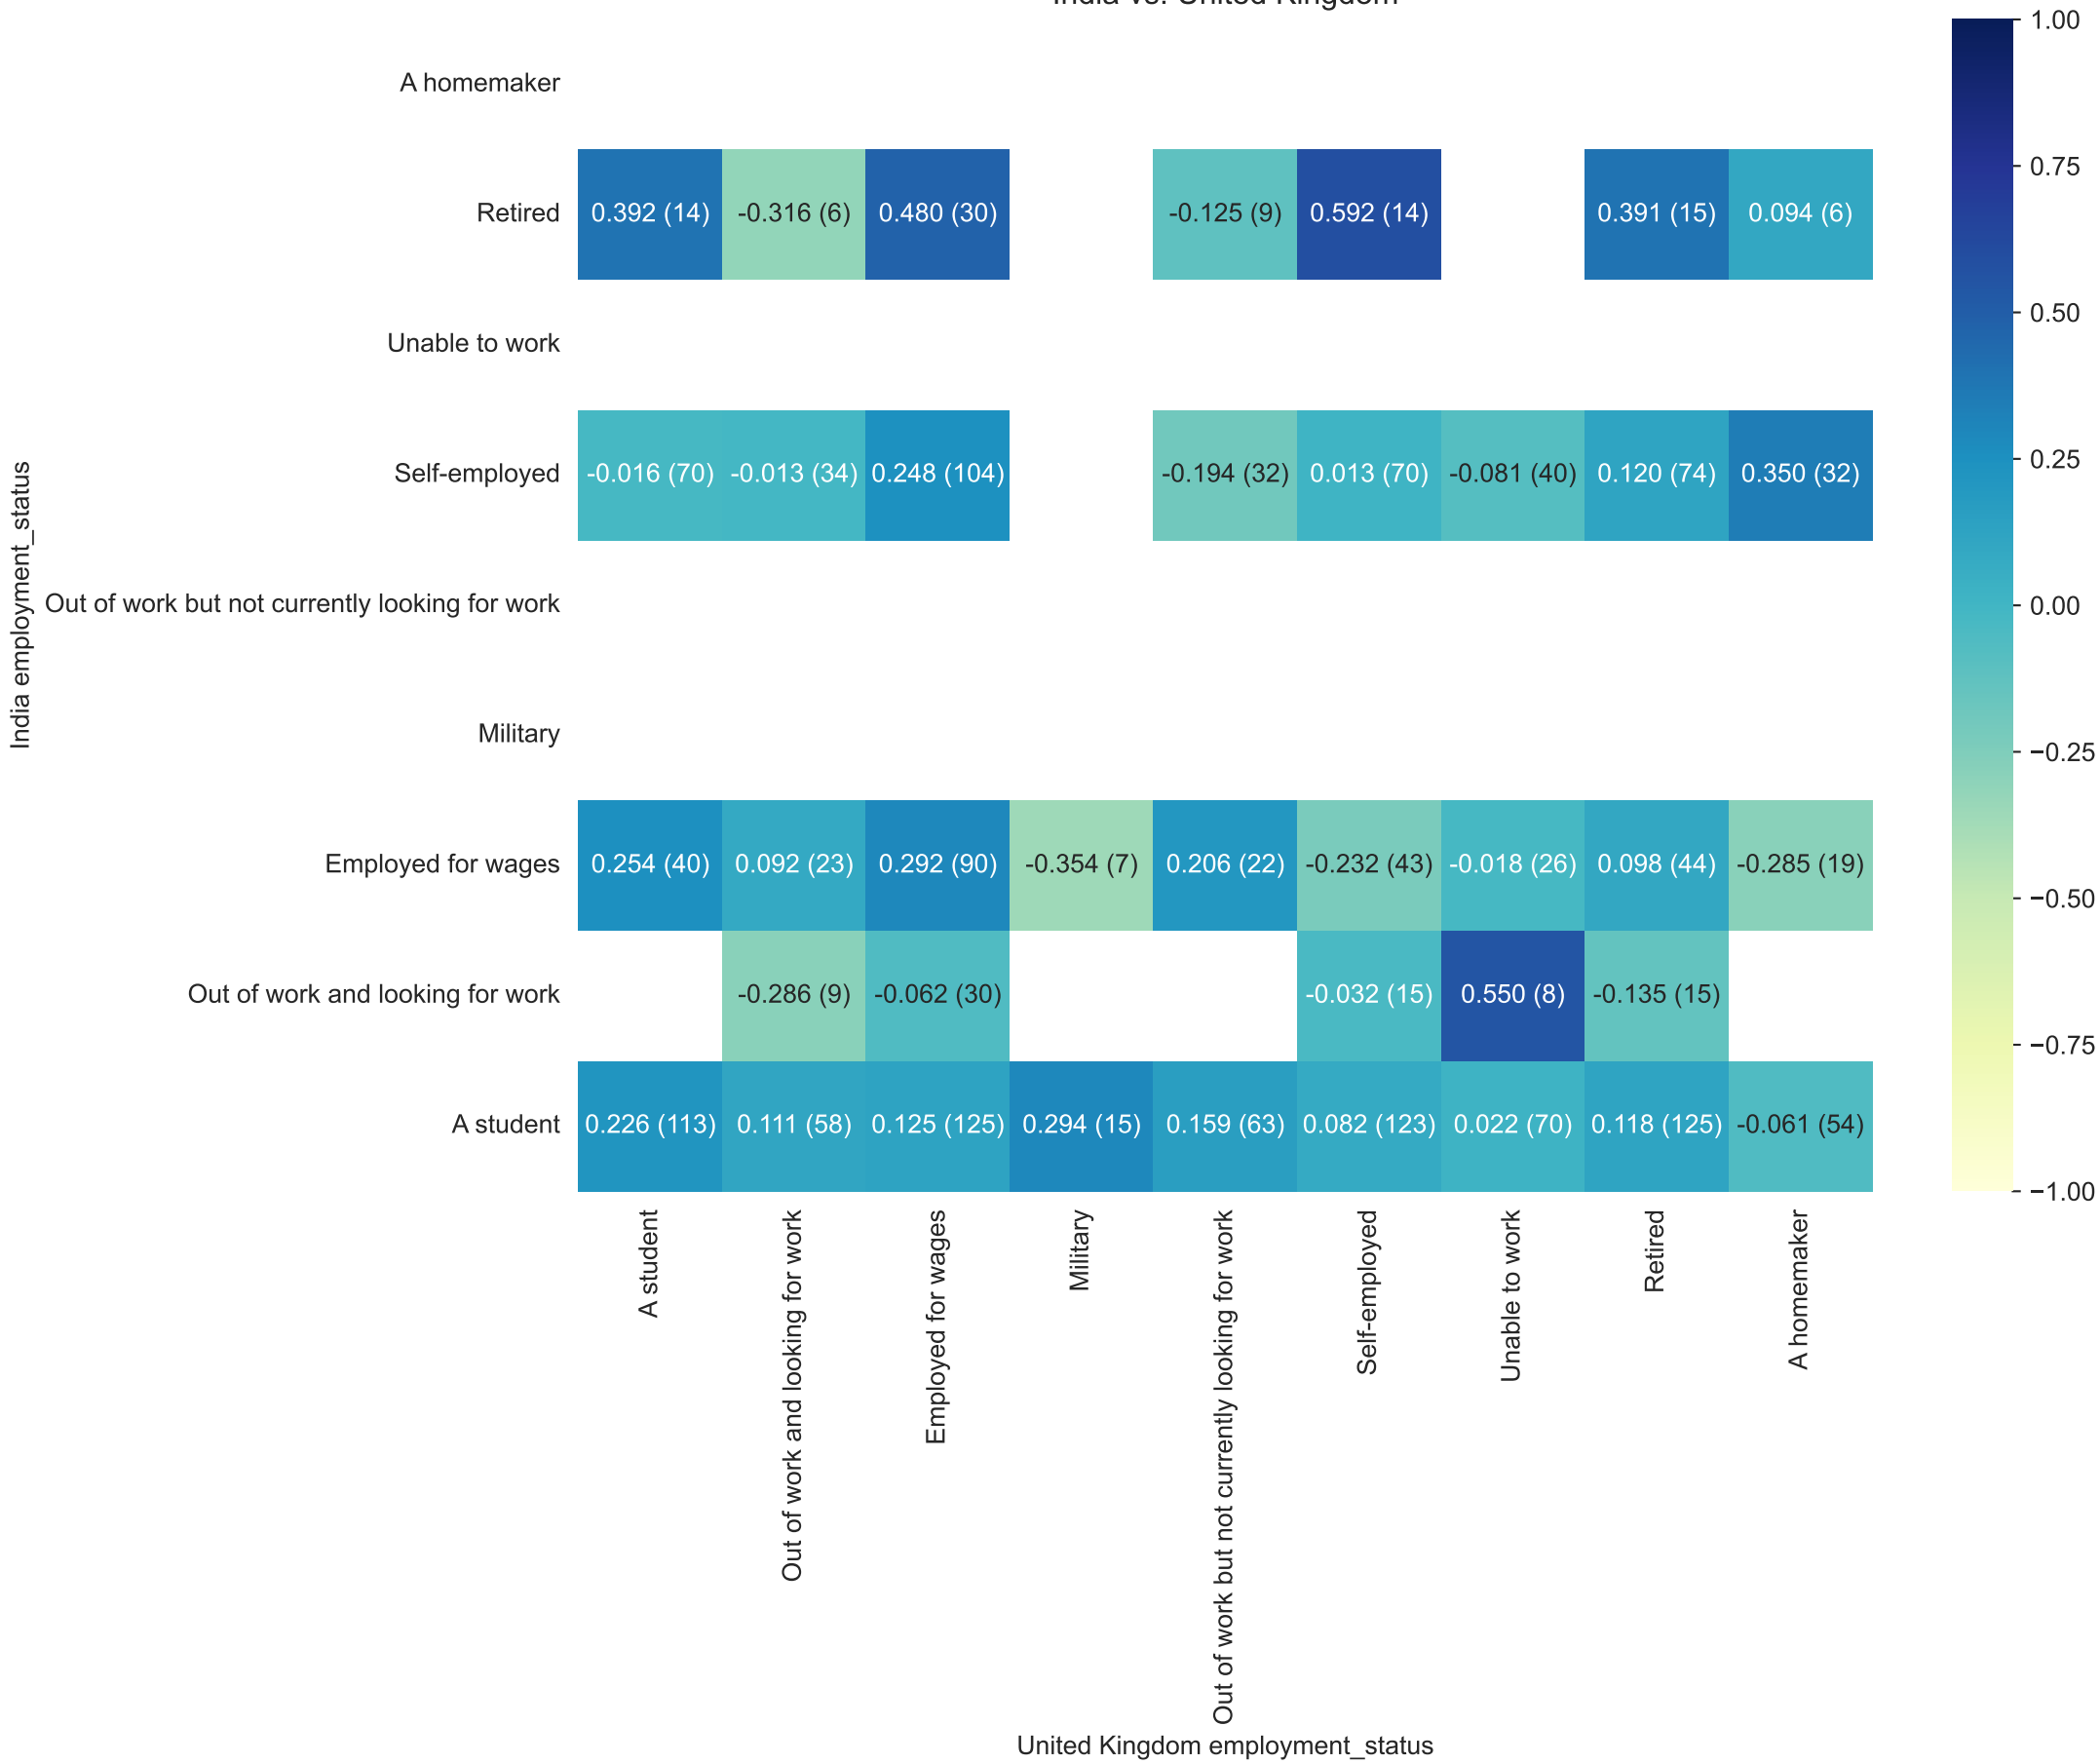 India vs. United Kingdom
A homemaker
Retired
0.392 (14) -0.316 (6) 0.480 (30) -0.125 (9) 0.592 (14) 0.391 (15) 0.094 (6)
Unable to work
Self-employed
-0.016 (70) -0.013 (34) 0.248 (104) -0.194 (32) 0.013 (70) -0.081 (40) 0.120 (74) 0.350 (32)
Out of work but not currently looking for work
Military
Employed for wages
0.254 (40) 0.092 (23) 0.292 (90) -0.354 (7) 0.206 (22) -0.232 (43) -0.018 (26) 0.098 (44) -0.285 (19)
Out of work and looking for work
-0.286 (9) -0.062 (30) -0.032 (15) 0.550 (8) -0.135 (15)
A student
0.226 (113) 0.111 (58) 0.125 (125) 0.294 (15) 0.159 (63) 0.082 (123) 0.022 (70) 0.118 (125) -0.061 (54)
India employment_status
A student
Out of work and looking for work
Employed for wages
Military
Out of work but not currently looking for work
Self-employed
Unable to work
Retired
A homemaker
United Kingdom employment_status
1.00
0.75
0.50
0.25
0.00
−0.25
−0.50
−0.75
−1.00